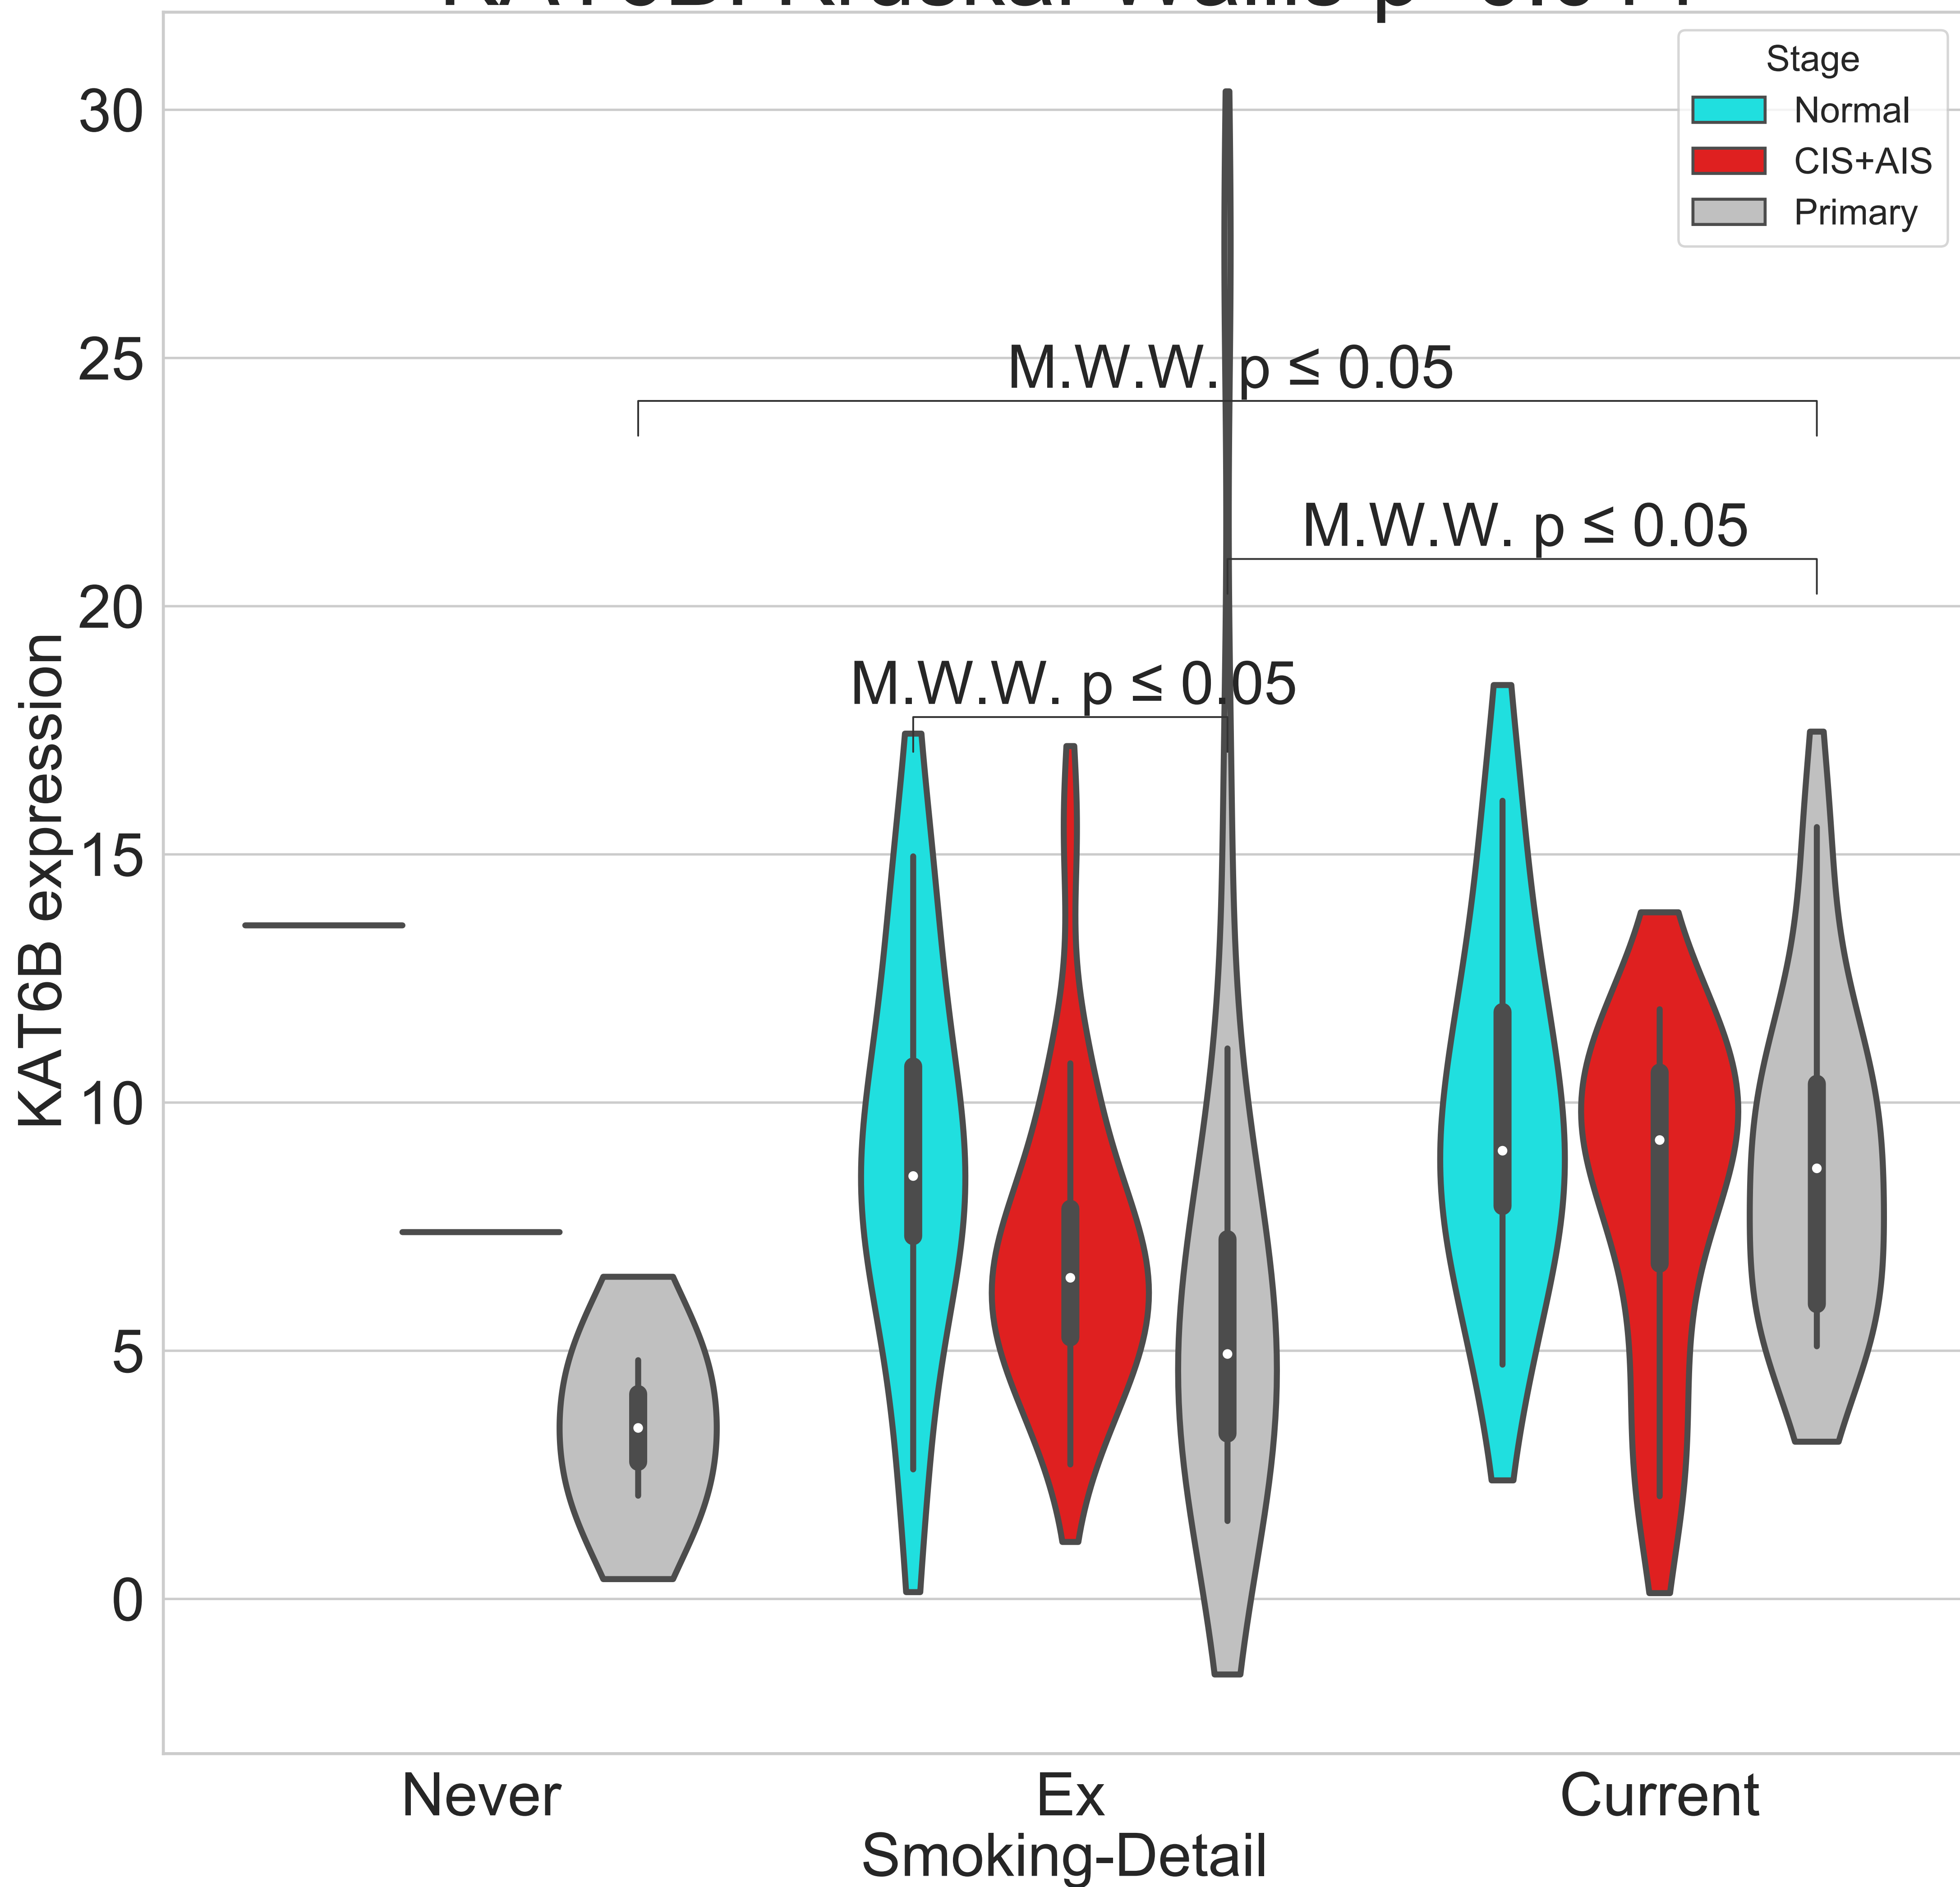 Stage
Normal
CIS+AIS
Primary
30
25
20
15
10
5
0
KAT6B expression
M.W.W. p ≤ 0.05
M.W.W. p ≤ 0.05
M.W.W. p ≤ 0.05
Never
Ex
Current
Smoking-Detail